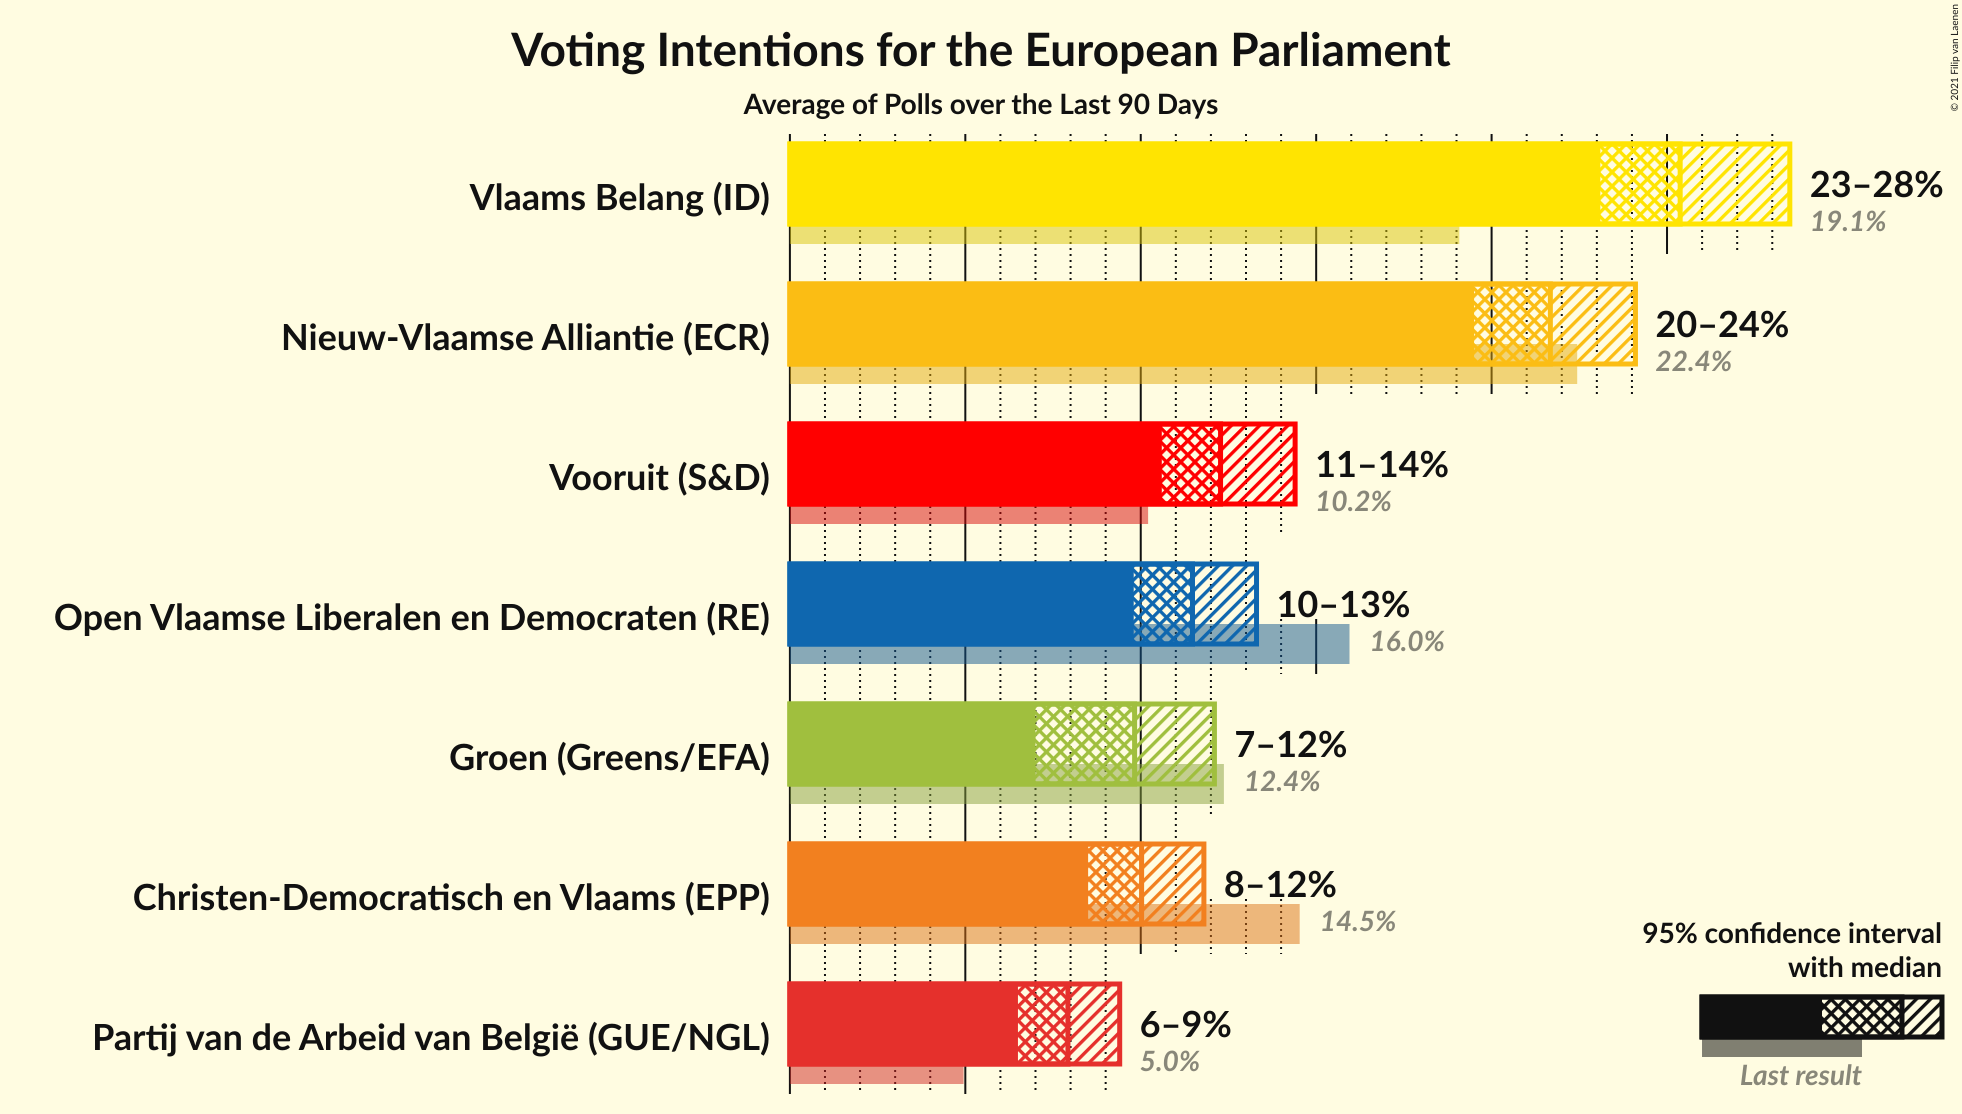 Voting Intentions for the European Parliament
Average of Polls over the Last 90 Days
© 2021 Filip van Laenen
Vlaams Belang (ID)
23–28%
19.1%
Nieuw-Vlaamse Alliantie (ECR)
20–24%
22.4%
Vooruit (S&D)
11–14%
10.2%
Open Vlaamse Liberalen en Democraten (RE)
10–13%
16.0%
Groen (Greens/EFA)
7–12%
12.4%
Christen-Democratisch en Vlaams (EPP)
8–12%
14.5%
Partij van de Arbeid van België (GUE/NGL)
6–9%
5.0%
95% confidence interval
with median
Last result